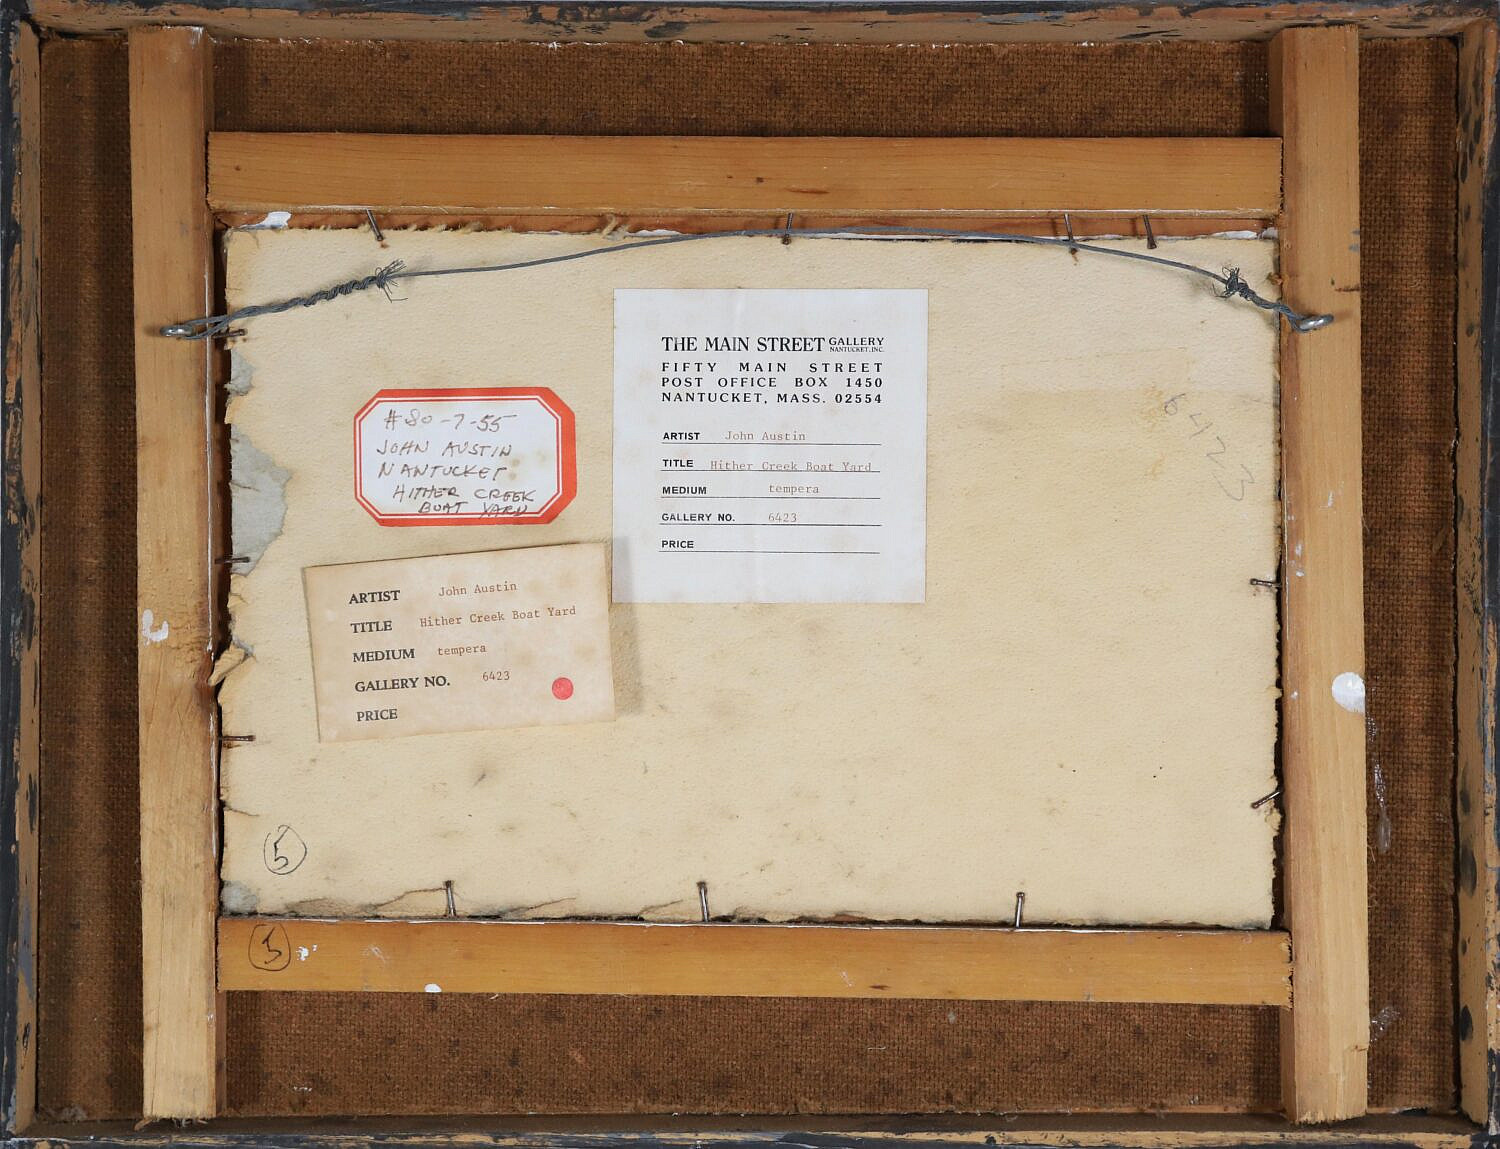 THE MAIN STREET GALLERY
NANTUCKET, INC.
FIFTY MAIN STREET
POST OFFICE BOX 1450
NANTUCKET, MASS. 02554
ARTIST John Austin
TITLE Hither Creek Boat Yard
MEDIUM tempera
GALLERY NO. 6423
PRICE
#80-7-55
JOHN AUSTIN
NANTUCKET
HITHER CREEK
BOAT YARD
6423
ARTIST John Austin
TITLE Hither Creek Boat Yard
MEDIUM tempera
GALLERY NO. 6423
PRICE
5
5